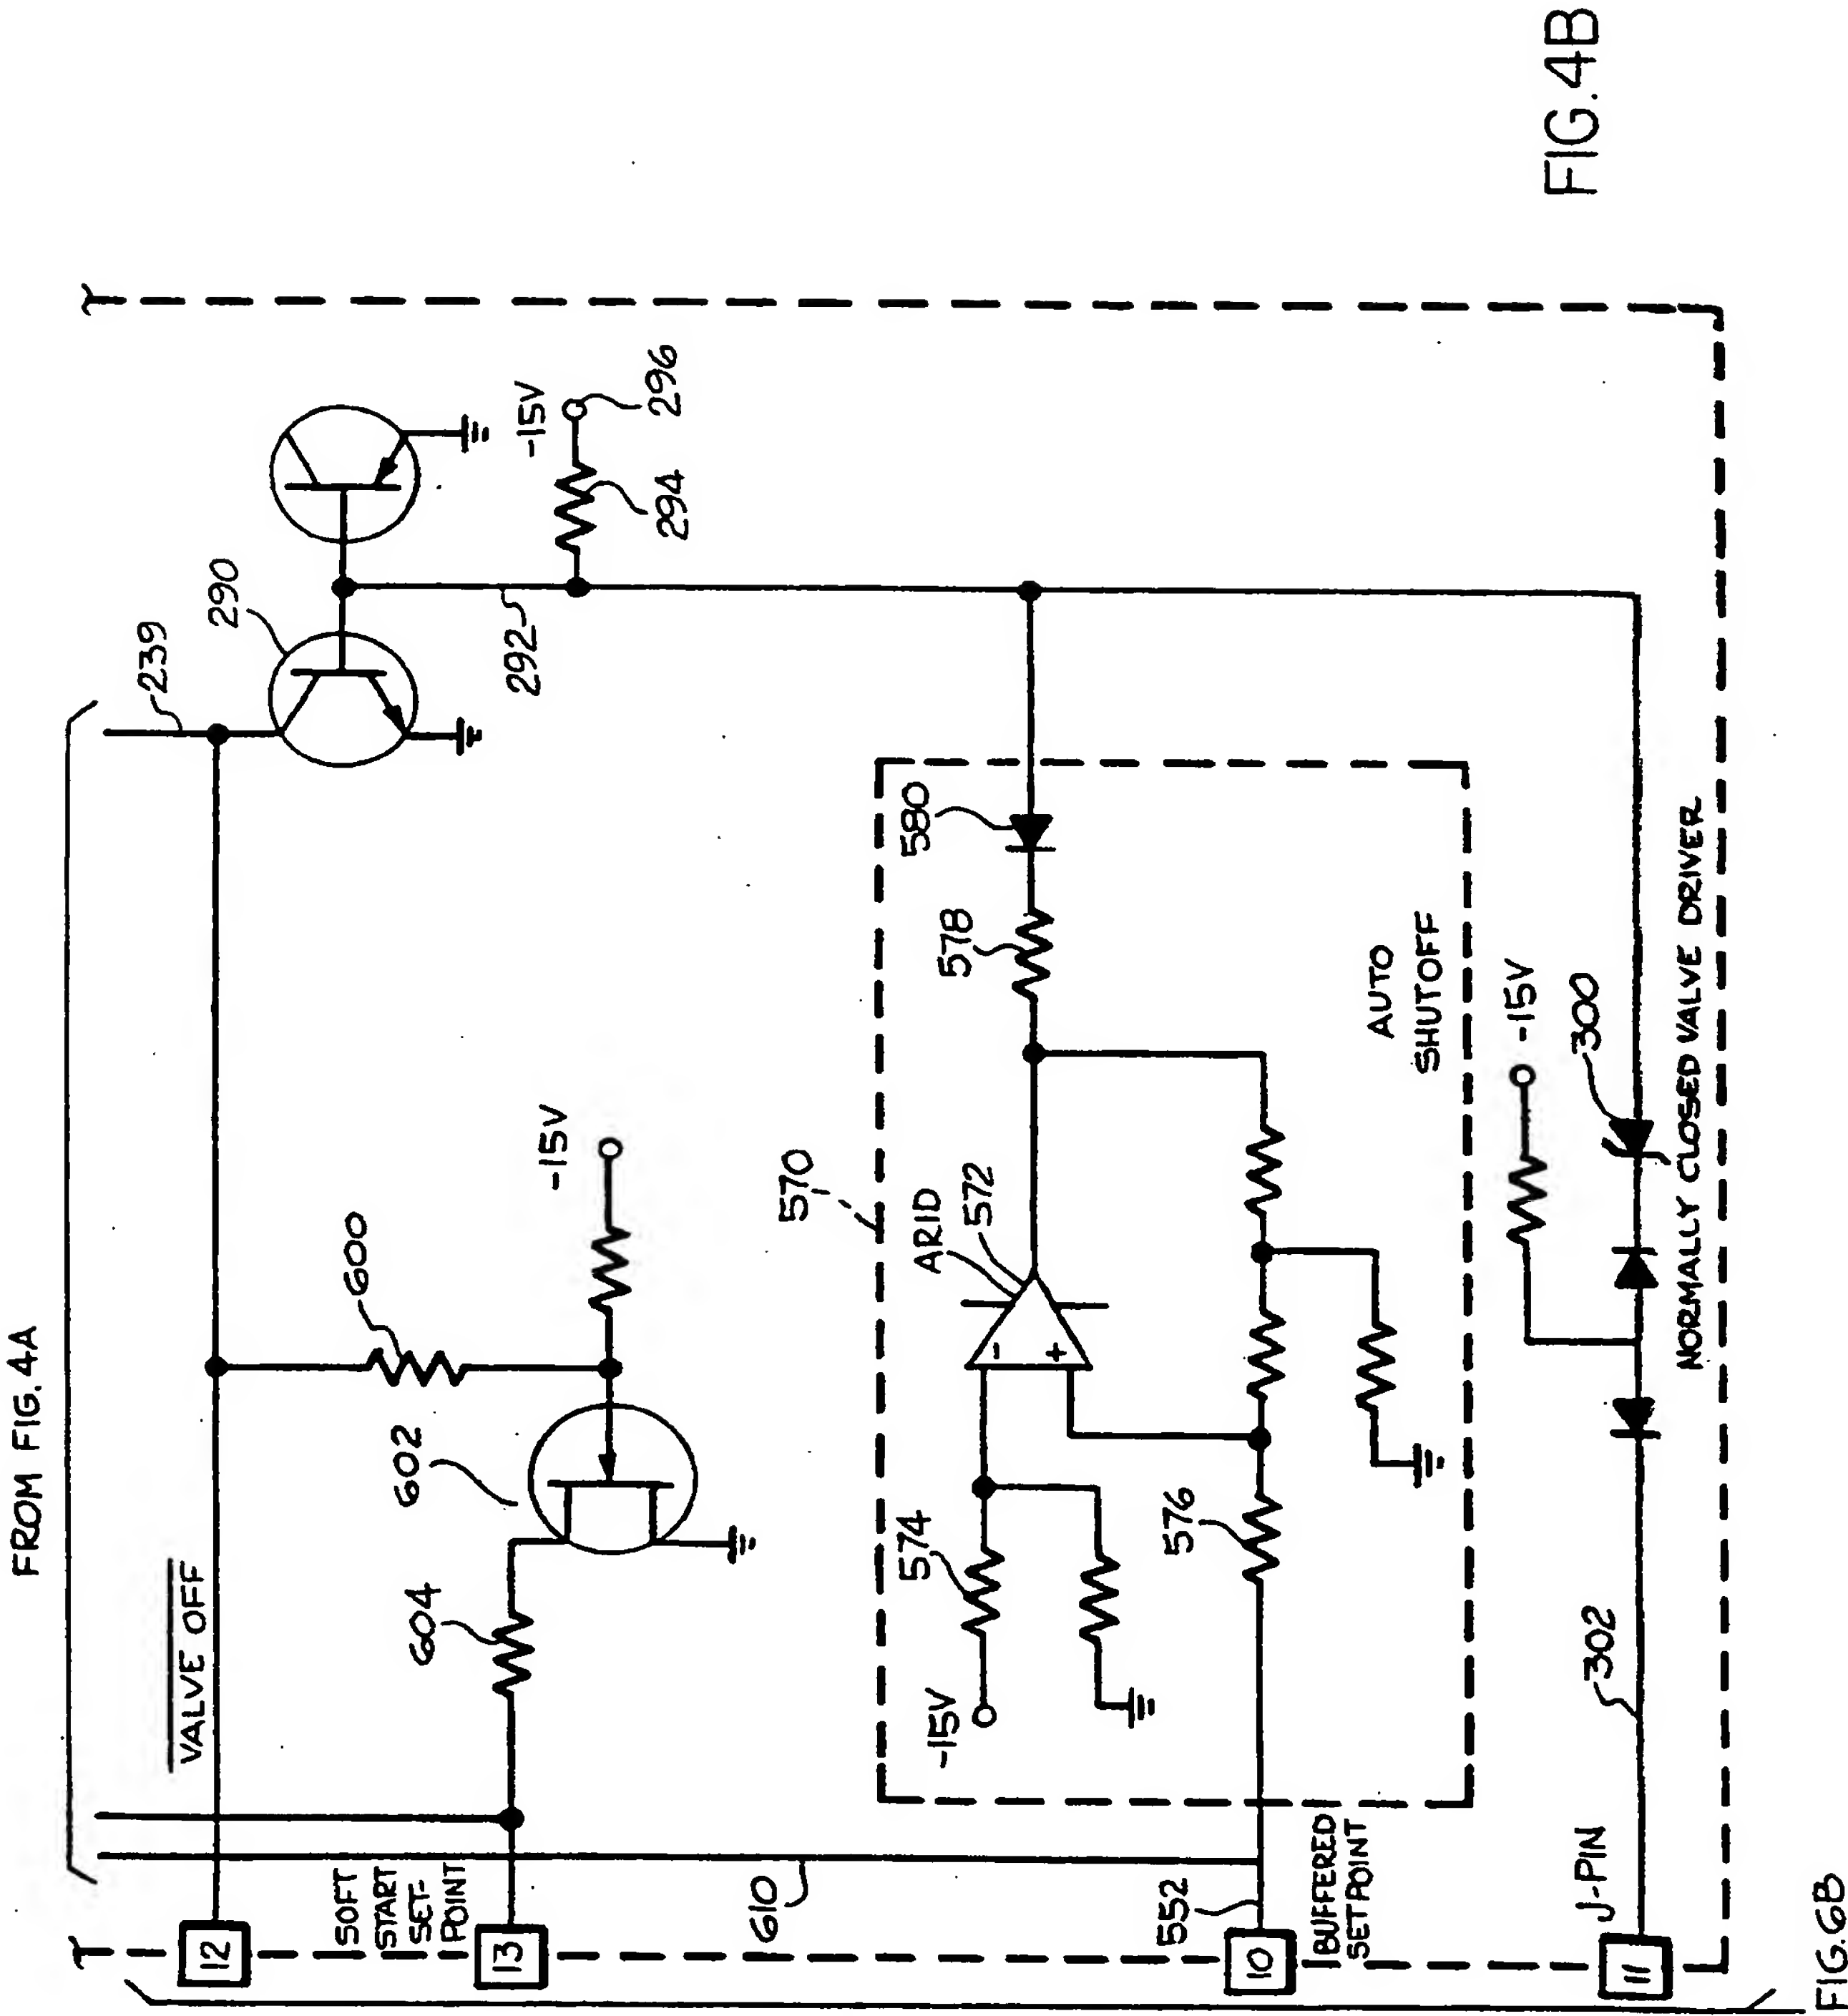 FROM FIG. 4A
VALVE OFF
239
290
292
-15V
296
294
12
SOFT
START
SET-
POINT
13
604
602
600
-15V
610
570
ARID
572
574
-15V
576
578
580
AUTO
SHUTOFF
552
10
BUFFERED
SETPOINT
-15V
300
302
J-PIN
11
NORMALLY CLOSED VALVE DRIVER
-
+
FIG. 6B
FIG. 4B